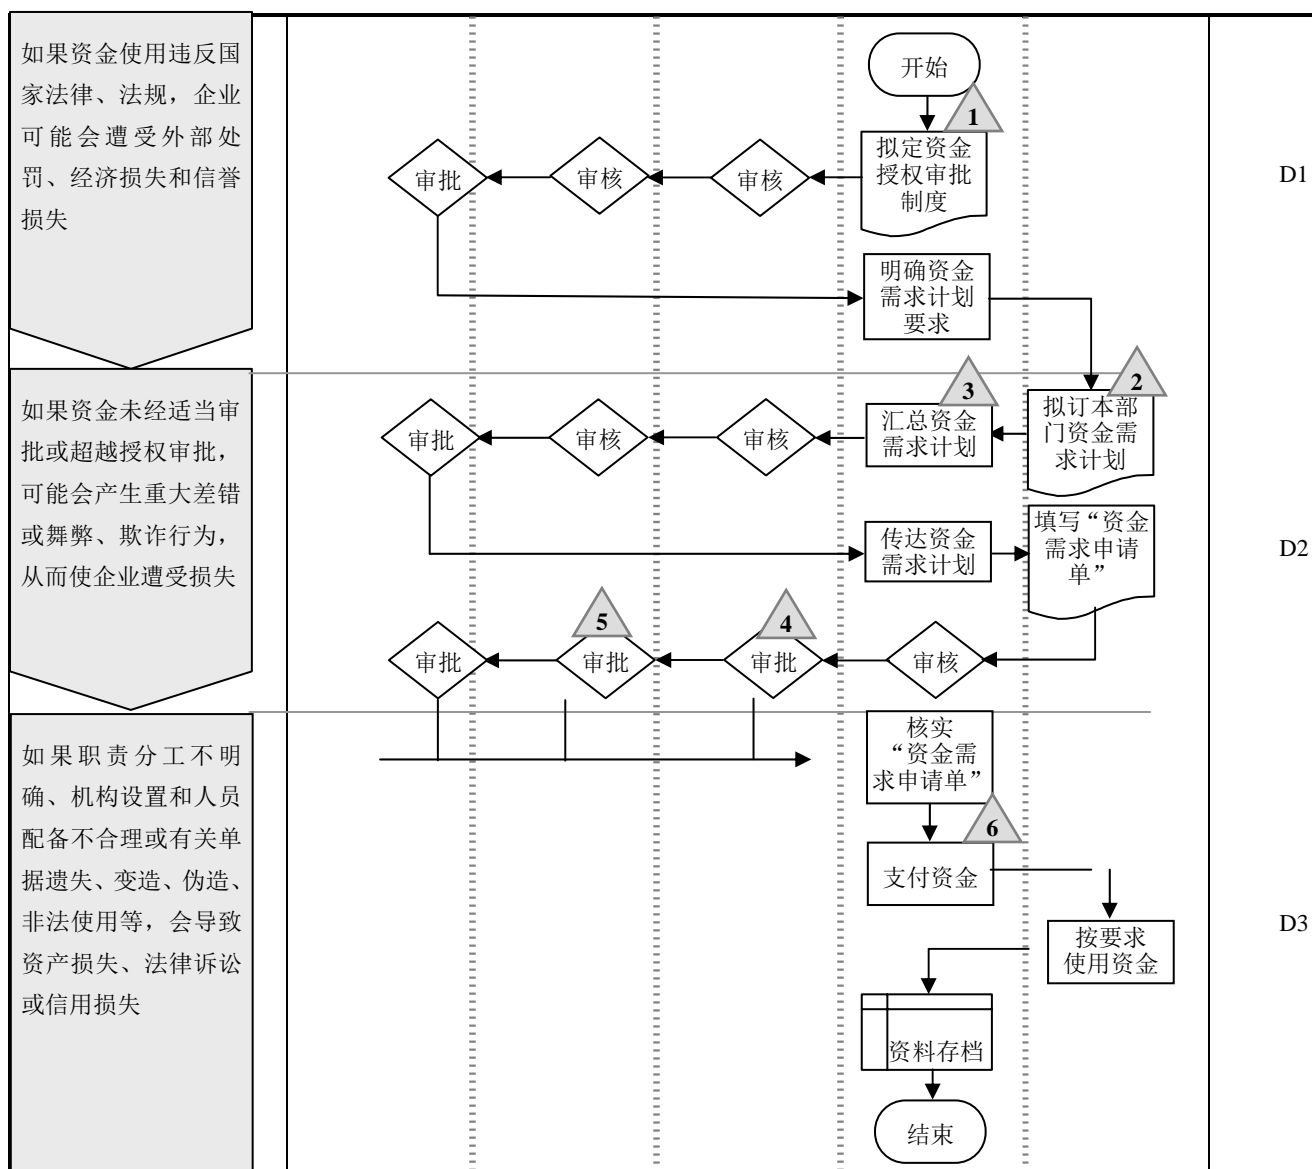 如果资金使用违反国
家法律、法规，企业
可能会遭受外部处
罚、经济损失和信誉
损失
开始
1
拟定资金
授权审批
制度
审核
审核
审批
明确资金
需求计划
要求
D1
如果资金未经适当审
批或超越授权审批，
可能会产生重大差错
或舞弊、欺诈行为，
从而使企业遭受损失
2
拟订本部
门资金需
求计划
3
汇总资金
需求计划
审核
审核
审批
传达资金
需求计划
填写“资金
需求申请
单”
审核
4
审批
5
审批
审批
D2
如果职责分工不明
确、机构设置和人员
配备不合理或有关单
据遗失、变造、伪造、
非法使用等，会导致
资产损失、法律诉讼
或信用损失
核实
“资金需
求申请单”
6
支付资金
按要求
使用资金
资料存档
结束
D3